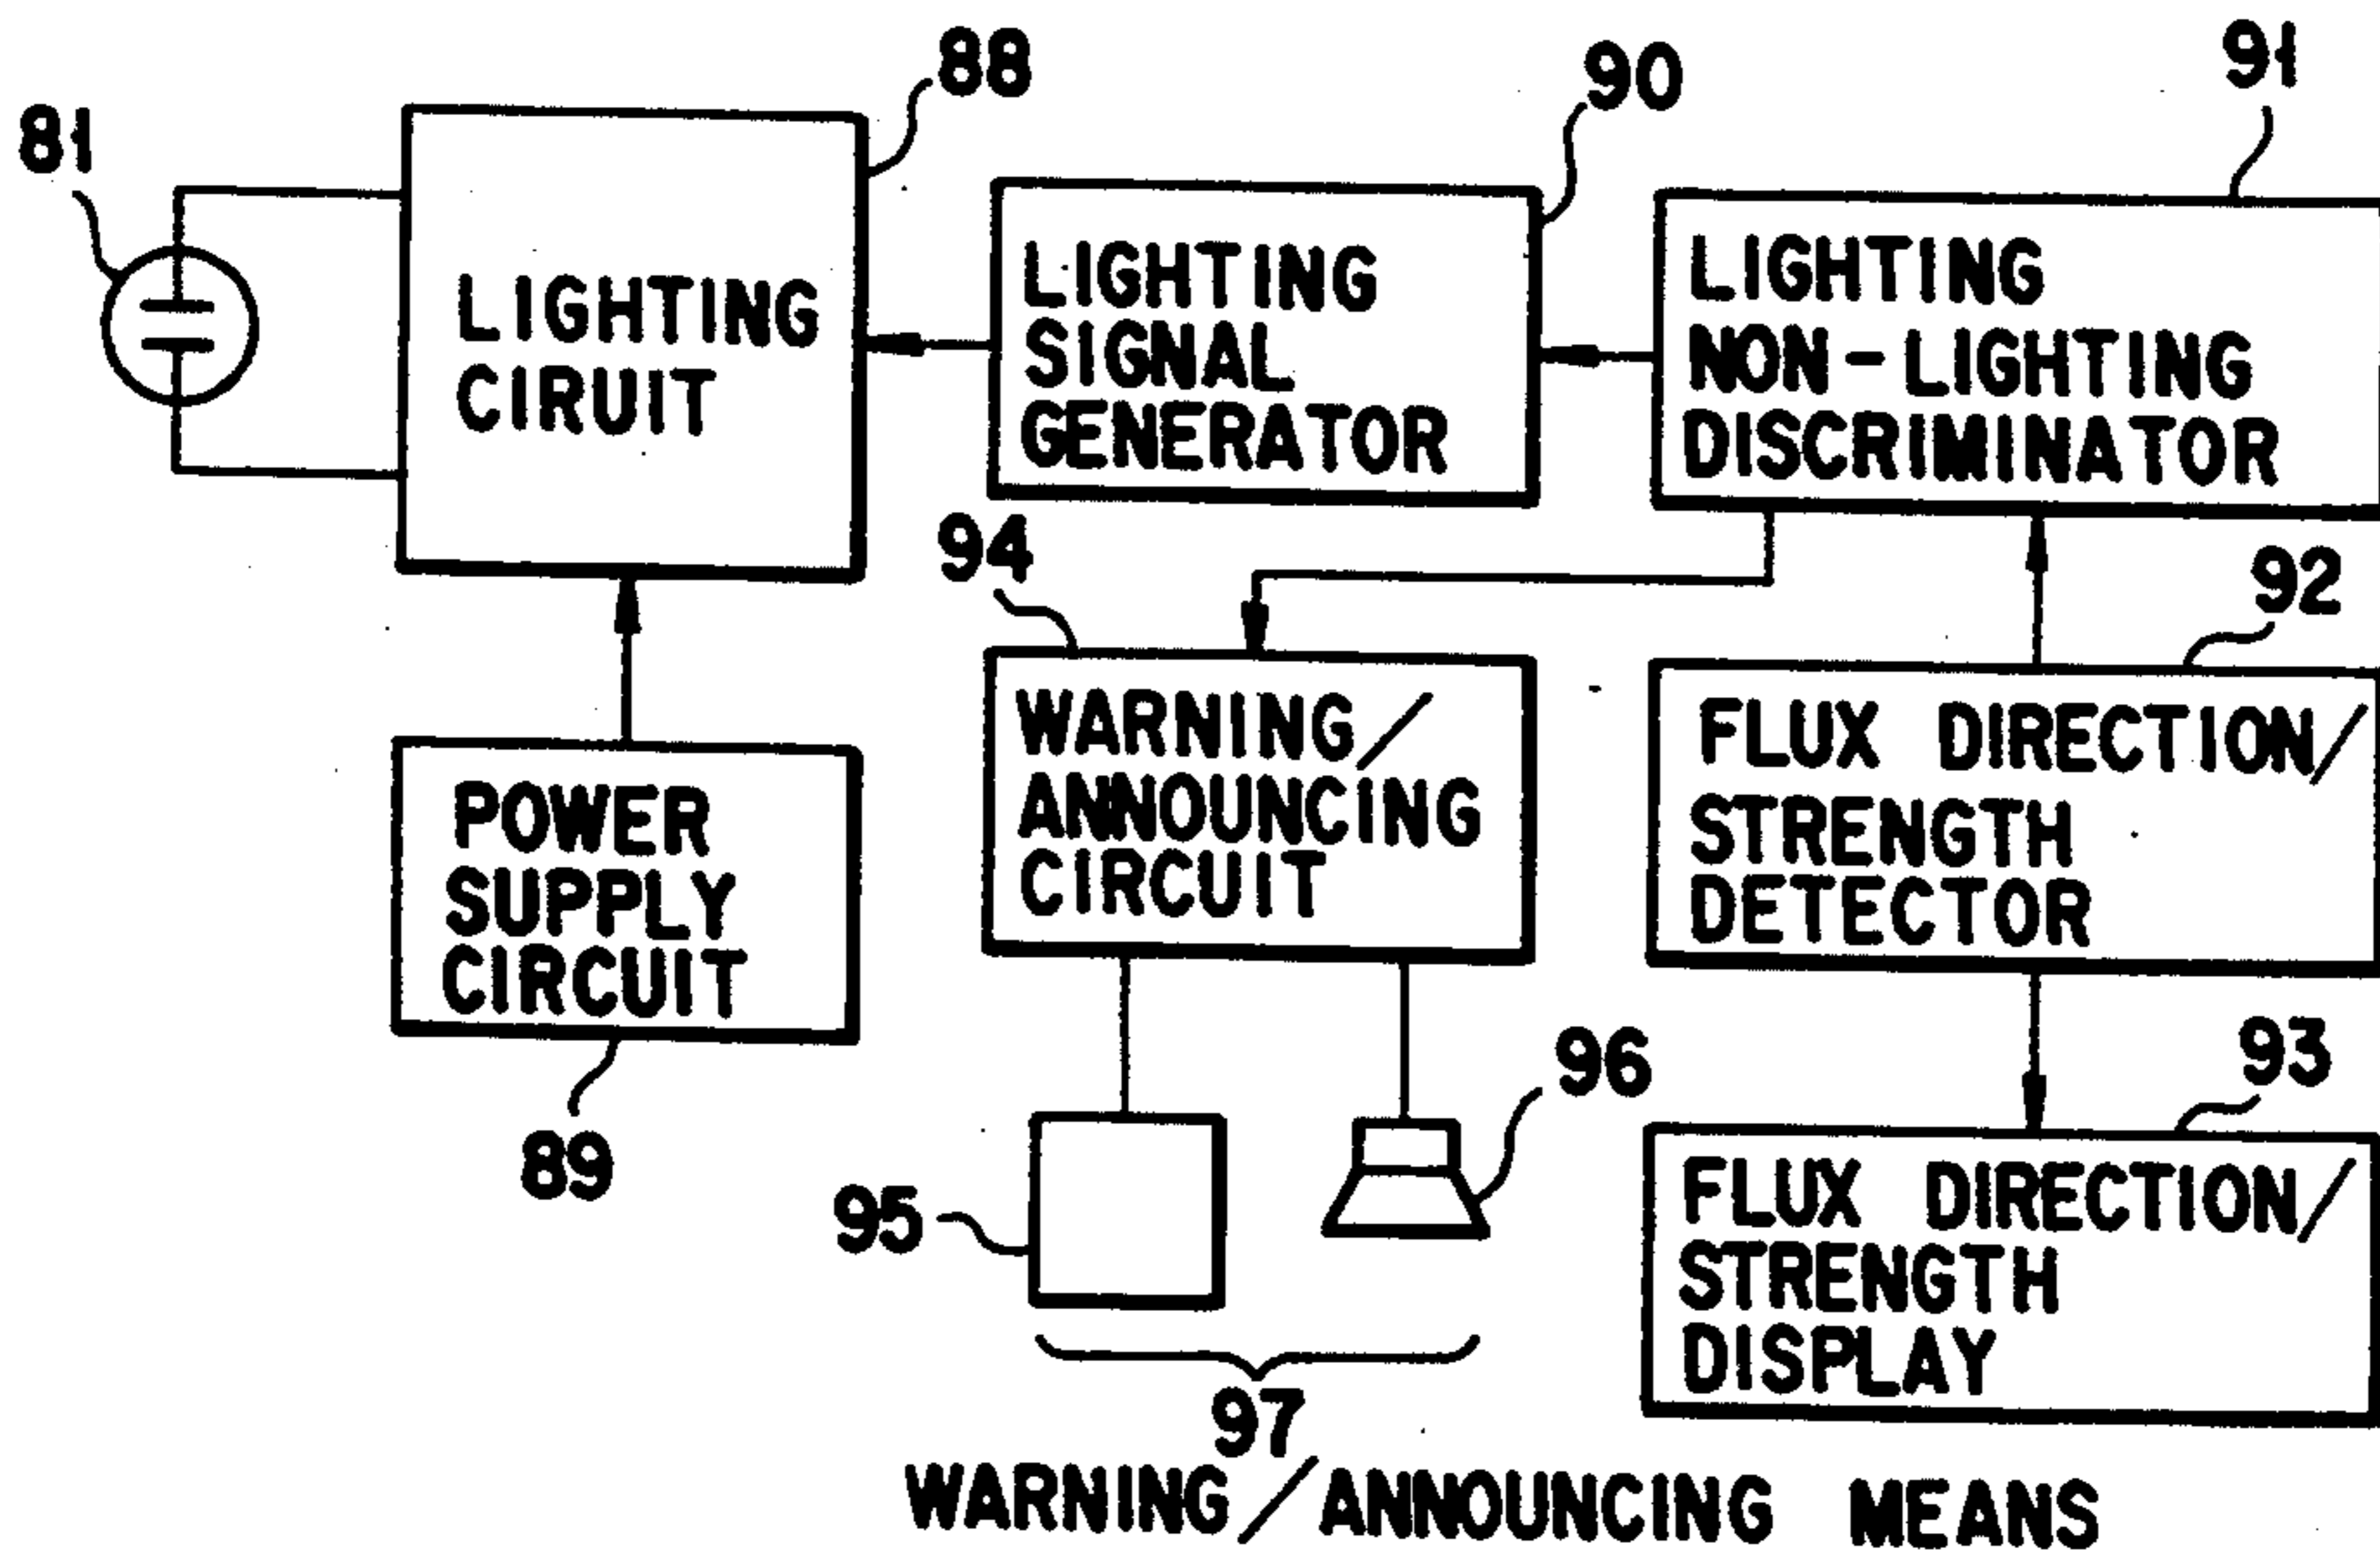 81
88
LIGHTING
CIRUIT
90
LIGHTING
SIGNAL
GENERATOR
91
LIGHTING
NON-LIGHTING
DISCRIMINATOR
POWER
SUPPLY
CIRCUIT
89
94
WARNING/
ANNOUNCING
CIRCUIT
92
FLUX DIRECTION/
STRENGTH
DETECTOR
95
96
93
FLUX DIRECTION/
STRENGTH
DISPLAY
97
WARNING/ANNOUNCING MEANS